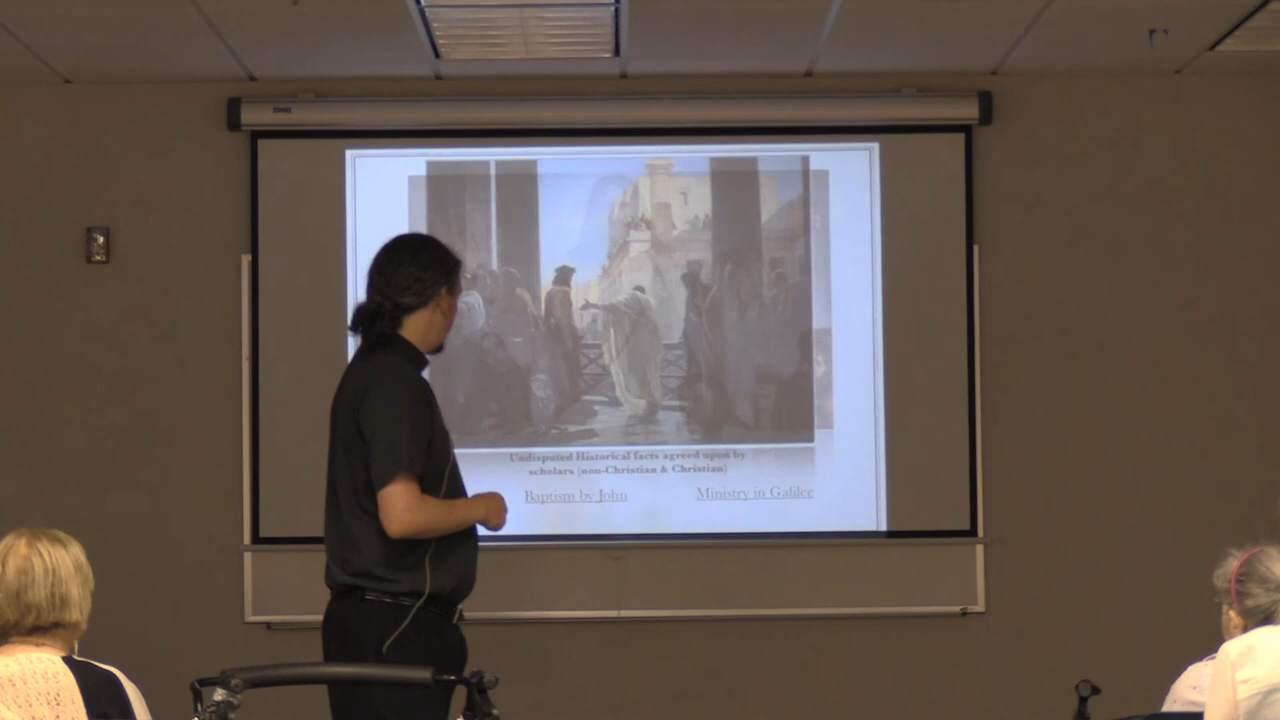 Undisputed Historical facts agreed upon by
scholars (non-Christian & Christian)
Baptism by John
Ministry in Galilee